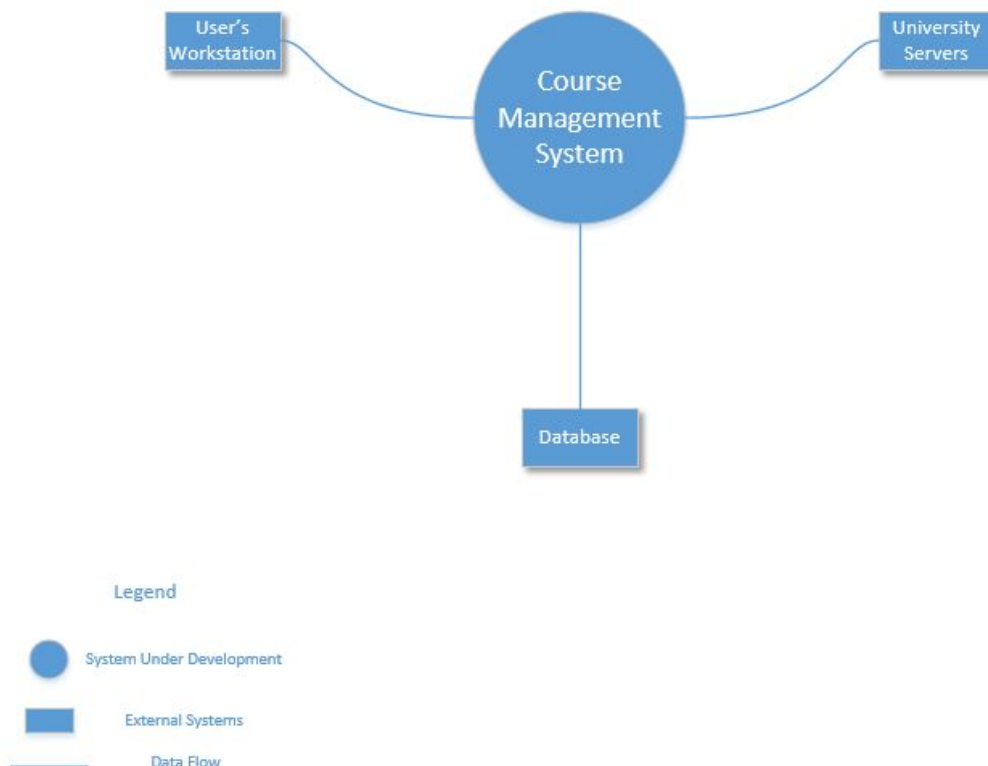 User's
Workstation
Course
Management
System
University
Servers
Database
Legend
System Under Development
External Systems
Data Flow